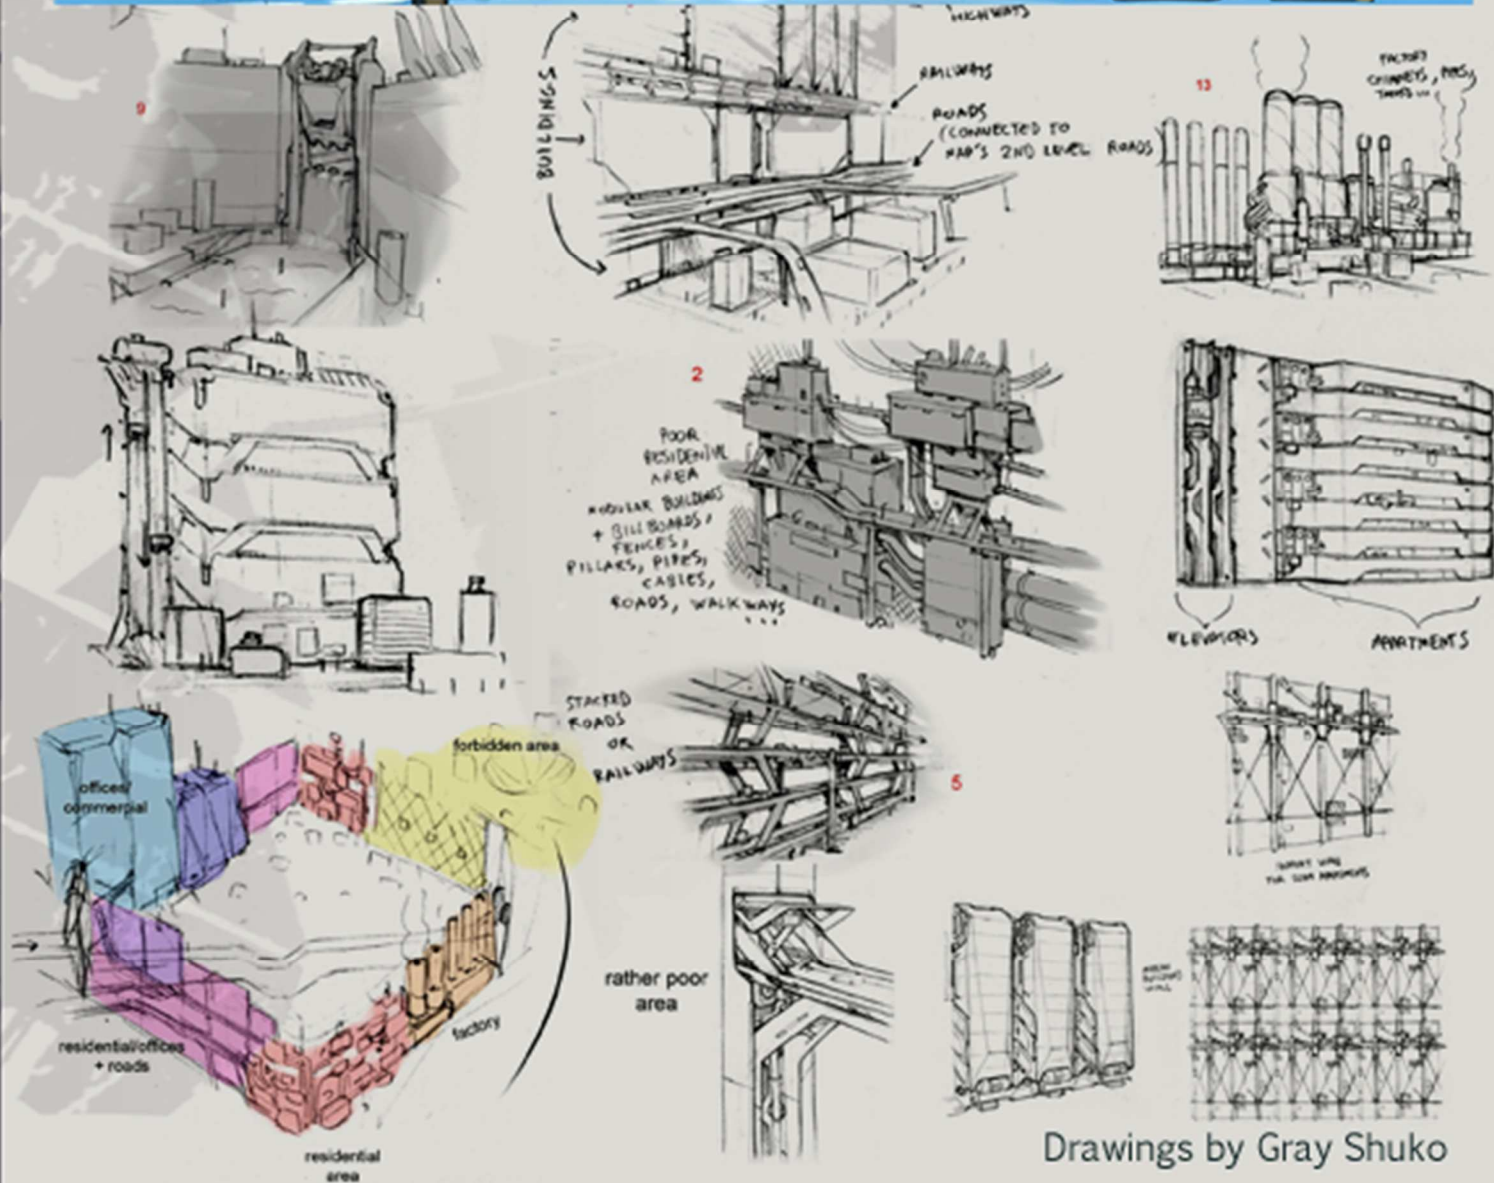 HIGHWAYS
9
BUILDINGS
RAILWAYS
ROADS
(CONNECTED TO
MAP'S 2ND LEVEL ROADS)
13
FACTORY
CHIMNEYS, PIPES,
2
POOR
RESIDENTIAL
AREA
MODULAR BUILDINGS
+ BILLBOARDS,
FENCES,
PILLARS, PIPES,
CABLES,
ROADS, WALKWAYS
...
ELEVATORS
APARTMENTS
STACKED
ROADS
OR
RAILWAYS
5
forbidden area
offices/
commercial
residential/offices
+ roads
factory
residential
area
rather poor
area
WALL
Drawings by Gray Shuko